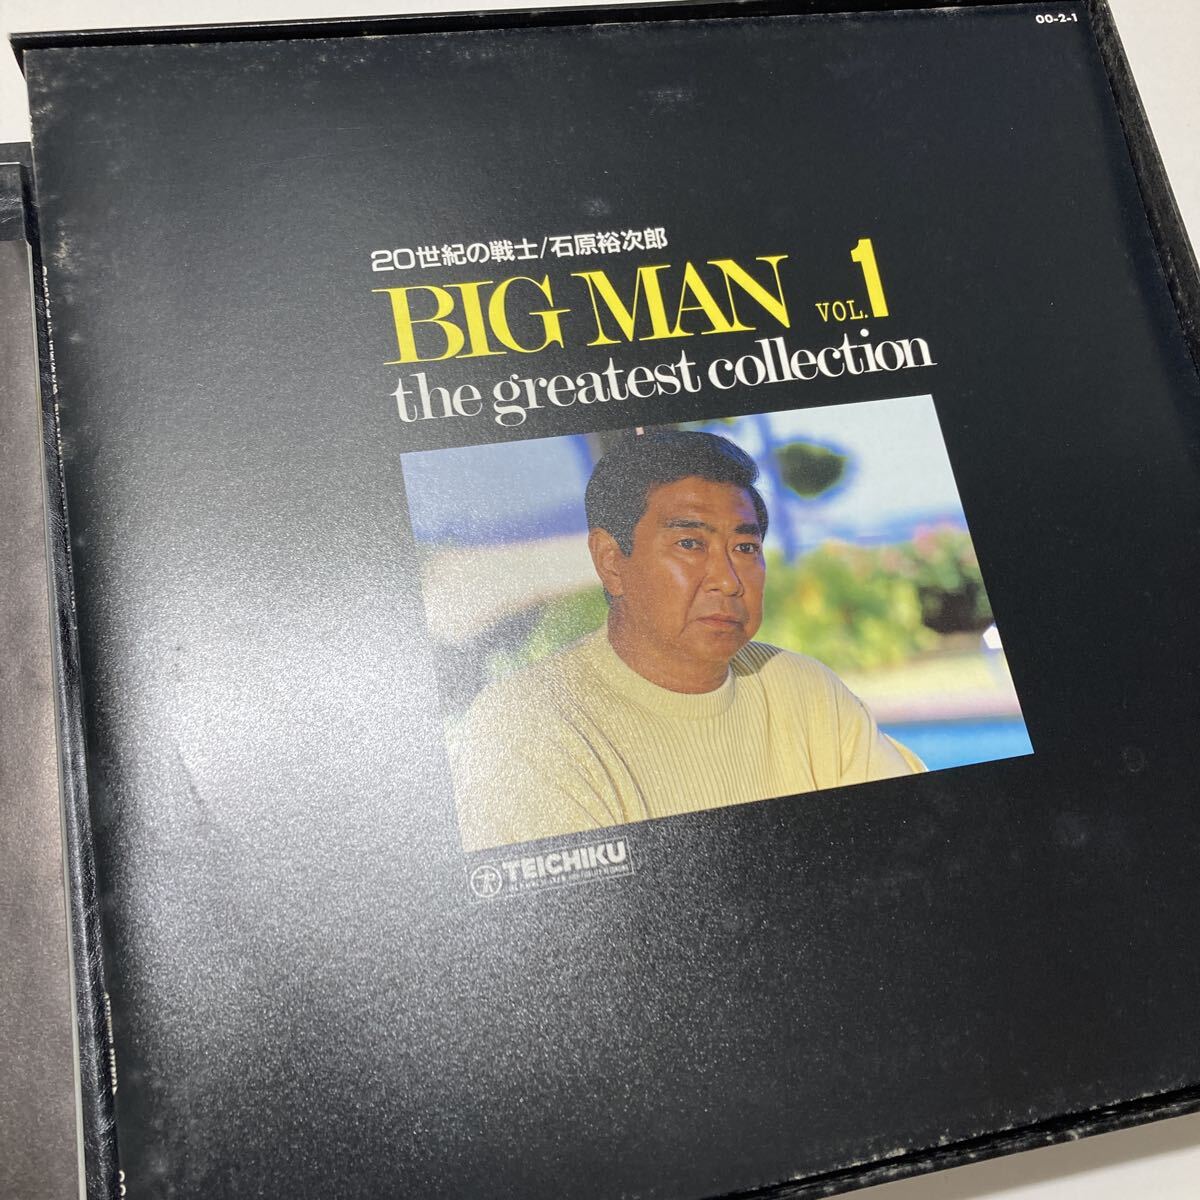 00-2-1
20世紀の戦士/石原裕次郎
BIG MAN VOL.1
the greatest collection
TEICHIKU